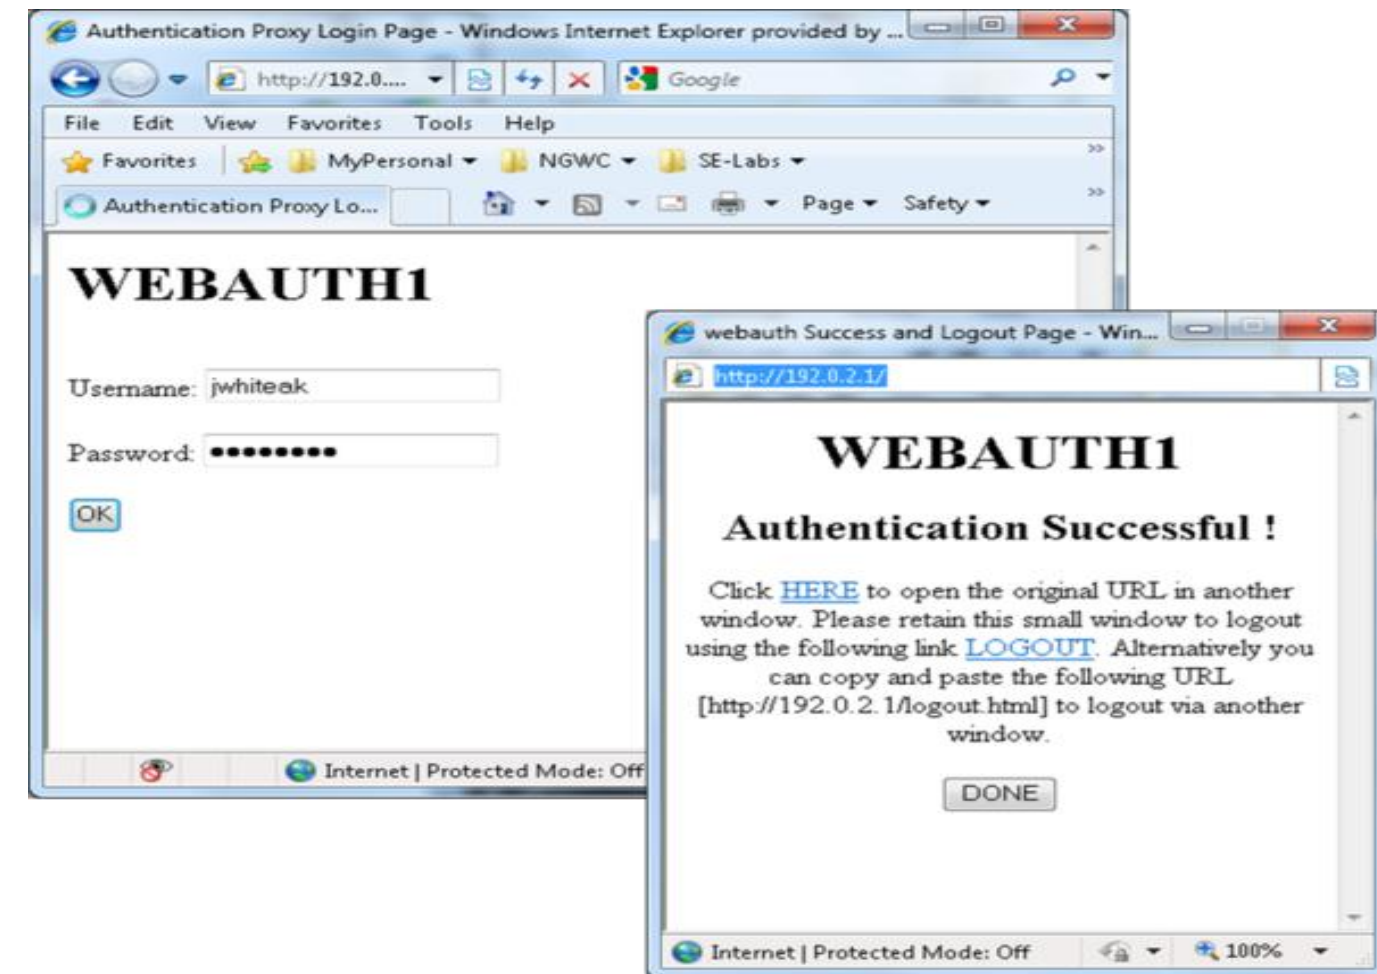 Authentication Proxy Login Page - Windows Internet Explorer provided by ...
http://192.0....
Google
File Edit View Favorites Tools Help
Favorites MyPersonal NGWC SE-Labs
Authentication Proxy Lo...
Page Safety
WEBAUTH1
Username: jwhiteak
Password: •••••••••
OK
Internet | Protected Mode: Off
webauth Success and Logout Page - Win...
http://192.0.2.1/
WEBAUTH1
Authentication Successful !
Click HERE to open the original URL in another
window. Please retain this small window to logout
using the following link LOGOUT. Alternatively you
can copy and paste the following URL
[http://192.0.2.1/logout.html] to logout via another
window.
DONE
Internet | Protected Mode: Off
100%